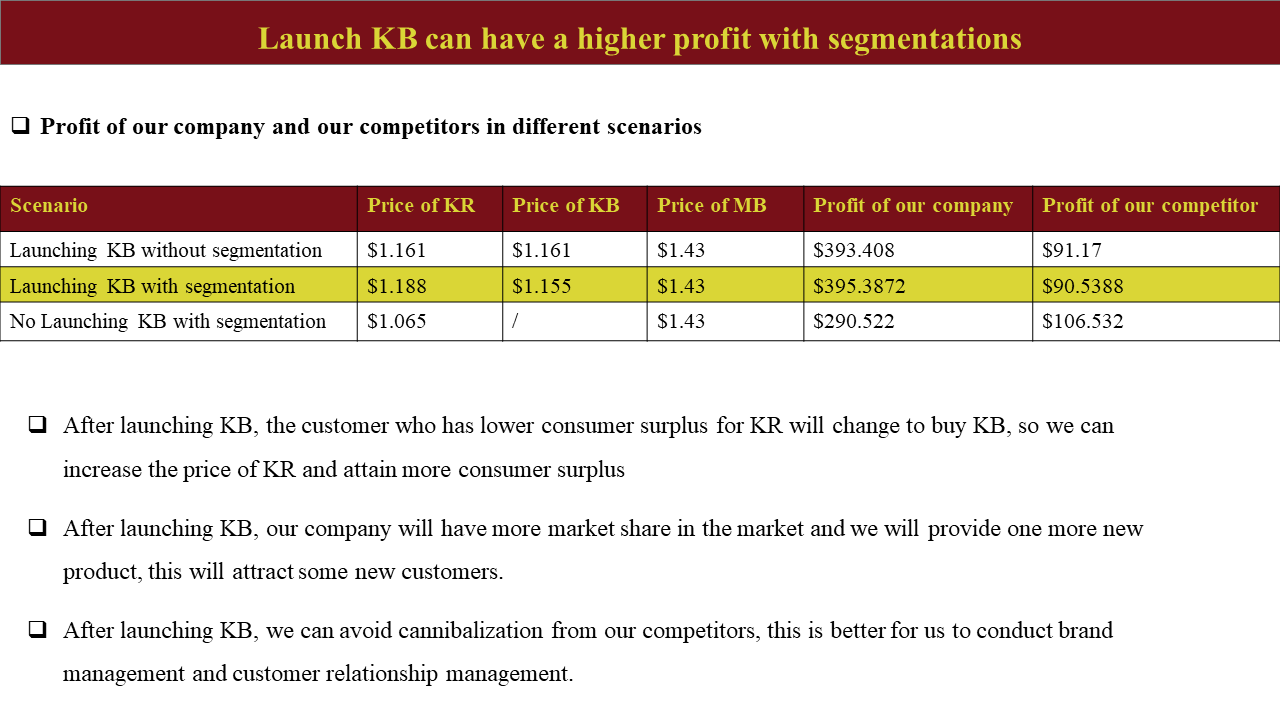 Launch KB can have a higher profit with segmentations
❑ Profit of our company and our competitors in different scenarios
Scenario Price of KR Price of KB Price of MB Profit of our company Profit of our competitor
Launching KB without segmentation $1.161 $1.161 $1.43 $393.408 $91.17
Launching KB with segmentation $1.188 $1.155 $1.43 $395.3872 $90.5388
No Launching KB with segmentation $1.065 / $1.43 $290.522 $106.532
❑ After launching KB, the customer who has lower consumer surplus for KR will change to buy KB, so we can
increase the price of KR and attain more consumer surplus
❑ After launching KB, our company will have more market share in the market and we will provide one more new
product, this will attract some new customers.
❑ After launching KB, we can avoid cannibalization from our competitors, this is better for us to conduct brand
management and customer relationship management.